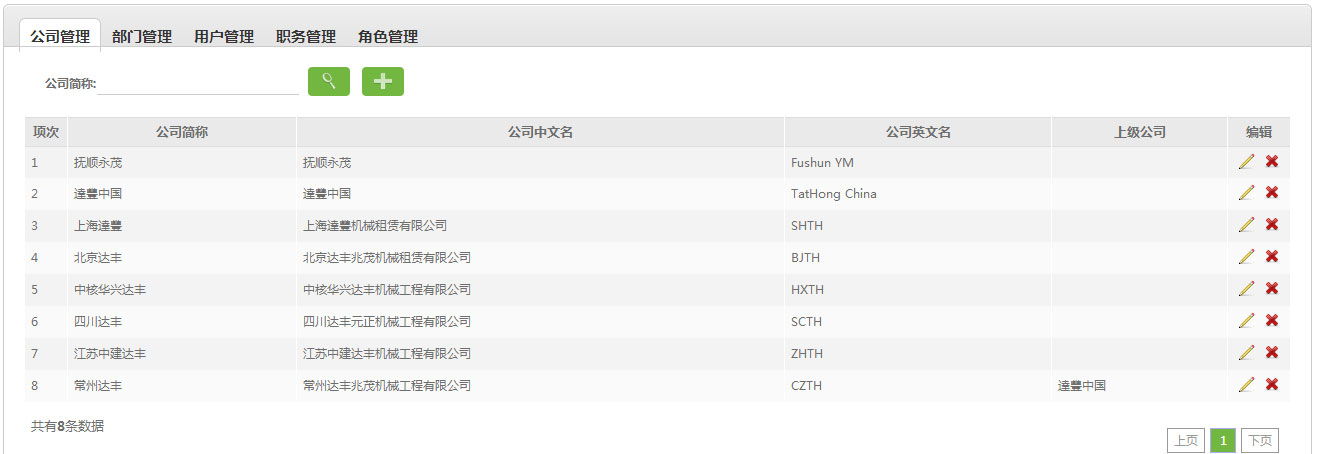 公司管理 部门管理 用户管理 职务管理 角色管理
公司简称:
项次 公司简称 公司中文名 公司英文名 上级公司 编辑
1 抚顺永茂 抚顺永茂 Fushun YM
2 達豐中国 達豐中国 TatHong China
3 上海達豐 上海達豐机械租赁有限公司 SHTH
4 北京达丰 北京达丰兆茂机械租赁有限公司 BJTH
5 中核华兴达丰 中核华兴达丰机械工程有限公司 HXTH
6 四川达丰 四川达丰元正机械工程有限公司 SCTH
7 江苏中建达丰 江苏中建达丰机械工程有限公司 ZHTH
8 常州达丰 常州达丰兆茂机械工程有限公司 CZTH 達豐中国
共有8条数据
上页 1 下页